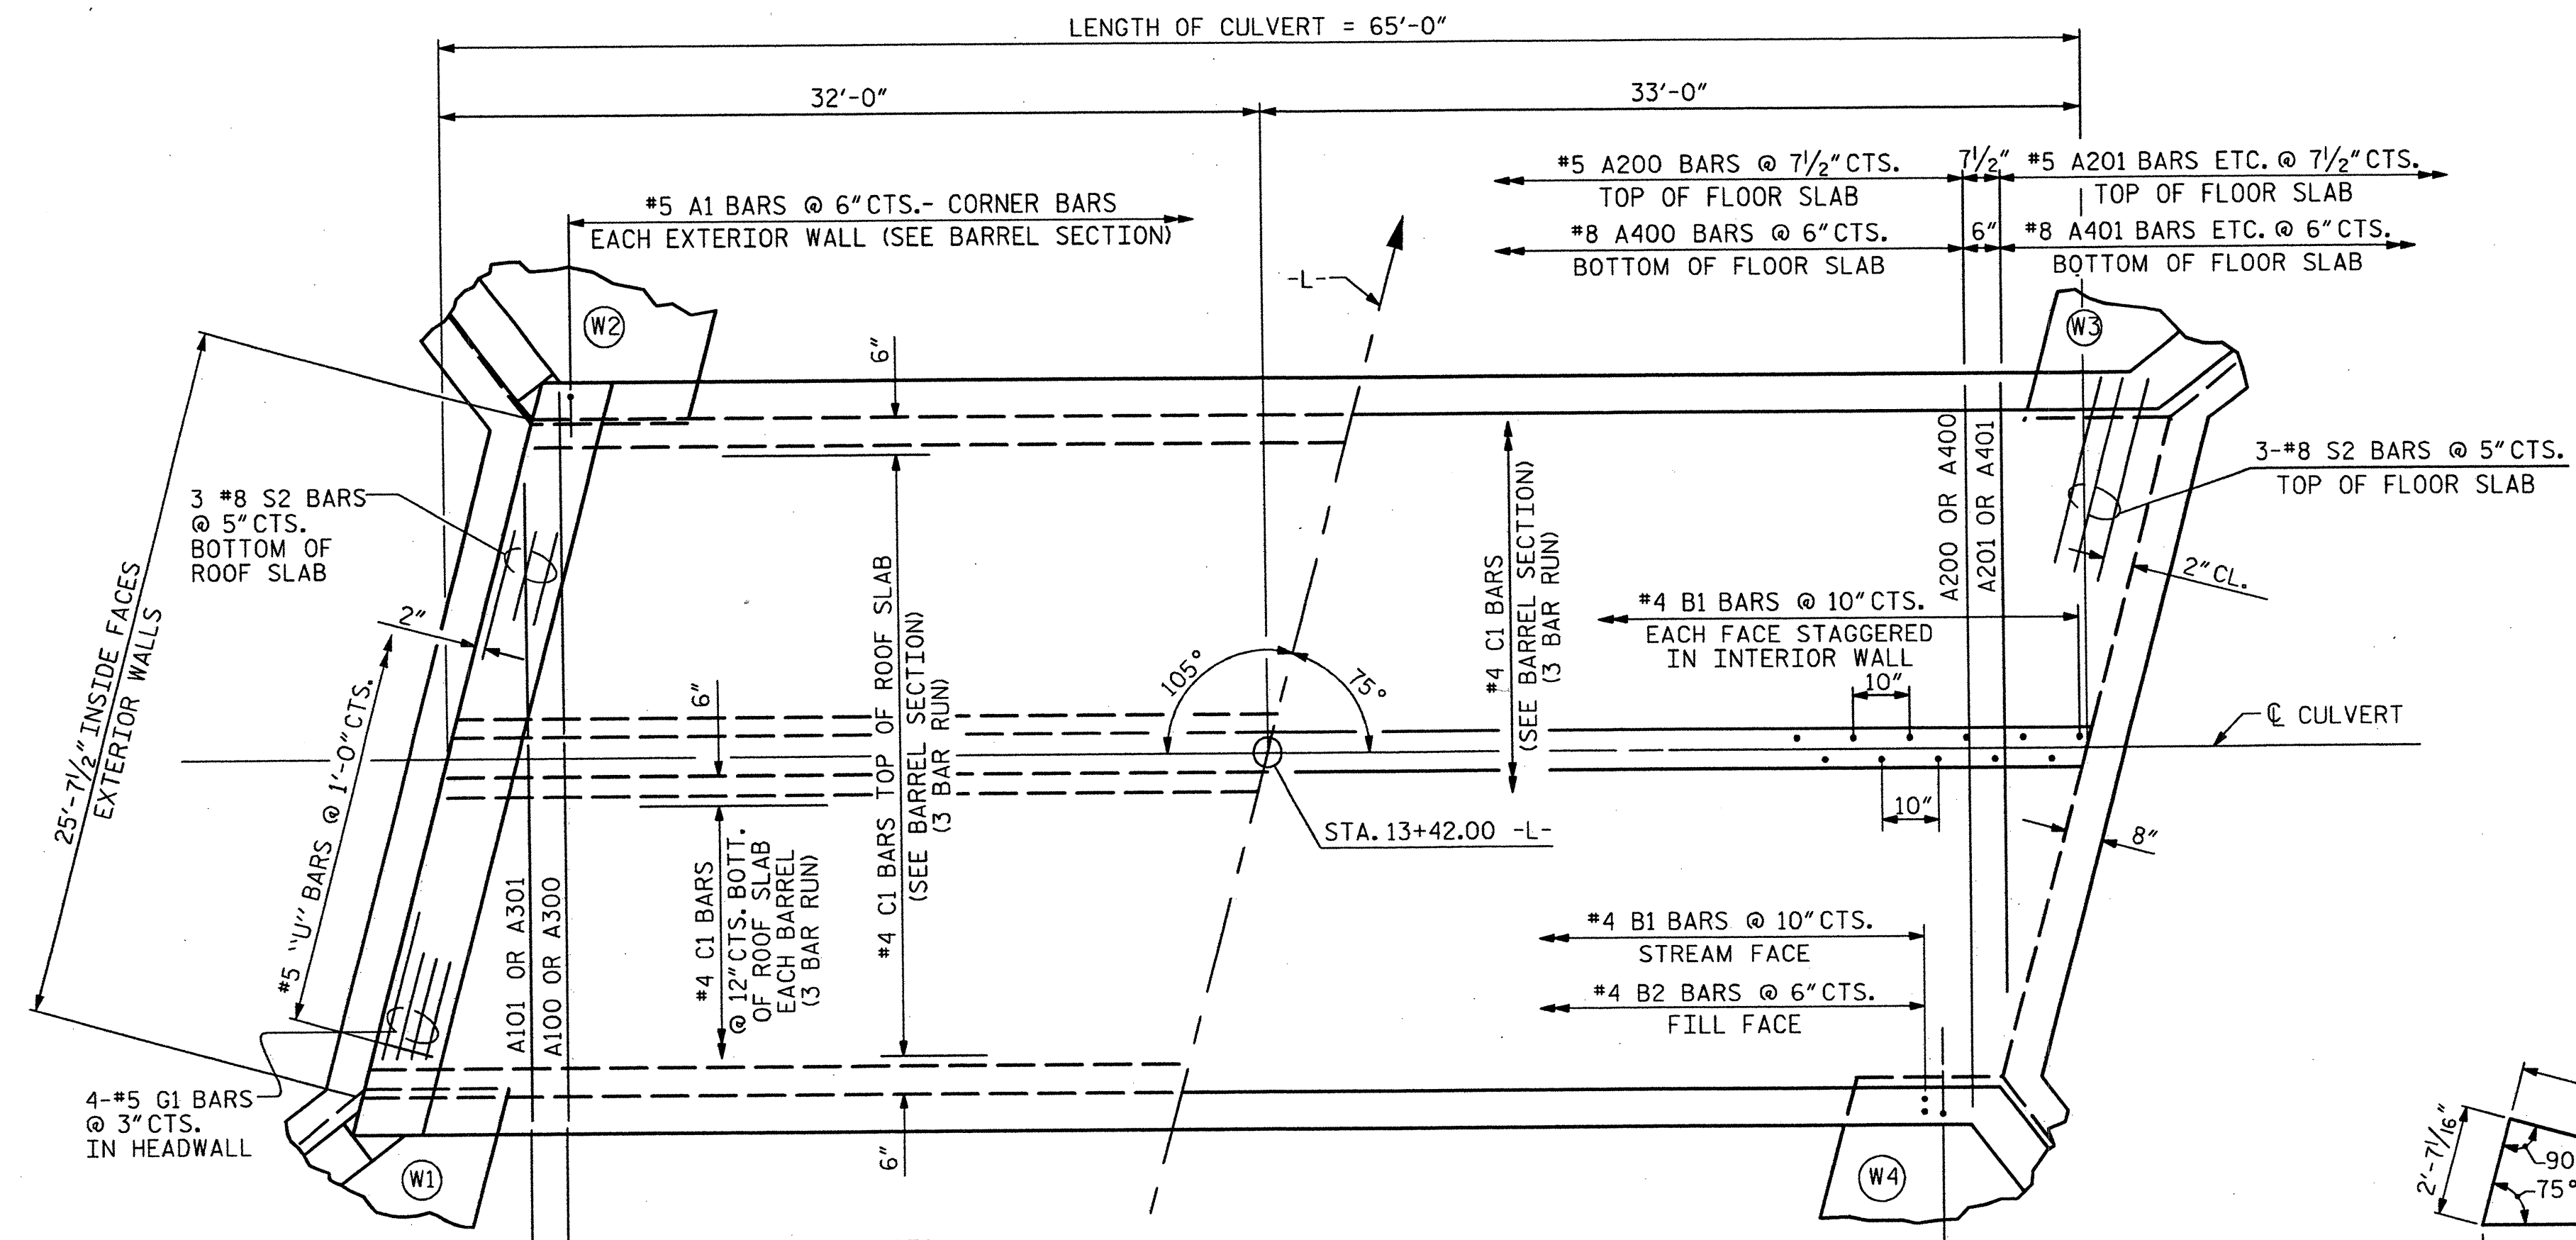 LENGTH OF CULVERT = 65'-0"
32'-0"
33'-0"
#5 A200 BARS @ 7½" CTS.
TOP OF FLOOR SLAB
7½"
#5 A201 BARS ETC. @ 7½" CTS.
TOP OF FLOOR SLAB
#8 A400 BARS @ 6" CTS.
BOTTOM OF FLOOR SLAB
6"
#8 A401 BARS ETC. @ 6" CTS.
BOTTOM OF FLOOR SLAB
#5 A1 BARS @ 6" CTS.- CORNER BARS
EACH EXTERIOR WALL (SEE BARREL SECTION)
-L-
W2
W3
6"
3 #8 S2 BARS
@ 5" CTS.
BOTTOM OF
ROOF SLAB
3-#8 S2 BARS @ 5" CTS.
TOP OF FLOOR SLAB
A200 OR A400
A201 OR A401
2" CL.
25'-7½" INSIDE FACES
EXTERIOR WALLS
2"
#5 "U" BARS @ 1'-0" CTS.
#4 C1 BARS TOP OF ROOF SLAB
(SEE BARREL SECTION)
(3 BAR RUN)
#4 C1 BARS
(SEE BARREL SECTION)
(3 BAR RUN)
#4 B1 BARS @ 10" CTS.
EACH FACE STAGGERED
IN INTERIOR WALL
10"
6"
105°
75°
℄ CULVERT
10"
STA. 13+42.00 -L-
8"
#4 C1 BARS
@ 12" CTS. BOTT.
OF ROOF SLAB
EACH BARREL
(3 BAR RUN)
A101 OR A301
A100 OR A300
#4 B1 BARS @ 10" CTS.
STREAM FACE
#4 B2 BARS @ 6" CTS.
FILL FACE
4-#5 G1 BARS
@ 3" CTS.
IN HEADWALL
6"
W1
W4
2'-7 1/16"
90
75°